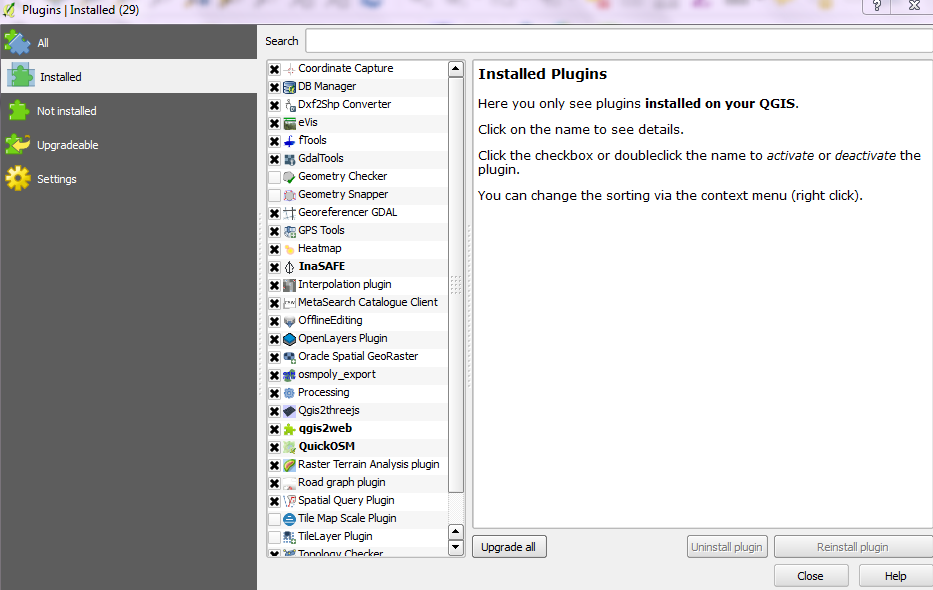 Plugins | Installed (29)
?
All
Installed
Not installed
Upgradeable
Settings
Search
Coordinate Capture
DB Manager
Dxf2Shp Converter
eVis
fTools
GdalTools
Geometry Checker
Geometry Snapper
Georeferencer GDAL
GPS Tools
Heatmap
InaSAFE
Interpolation plugin
MetaSearch Catalogue Client
OfflineEditing
OpenLayers Plugin
Oracle Spatial GeoRaster
osmpoly_export
Processing
Qgis2threejs
qgis2web
QuickOSM
Raster Terrain Analysis plugin
Road graph plugin
Spatial Query Plugin
Tile Map Scale Plugin
TileLayer Plugin
Topology Checker
Installed Plugins
Here you only see plugins installed on your QGIS.
Click on the name to see details.
Click the checkbox or doubleclick the name to activate or deactivate the
plugin.
You can change the sorting via the context menu (right click).
Upgrade all
Uninstall plugin
Reinstall plugin
Close
Help